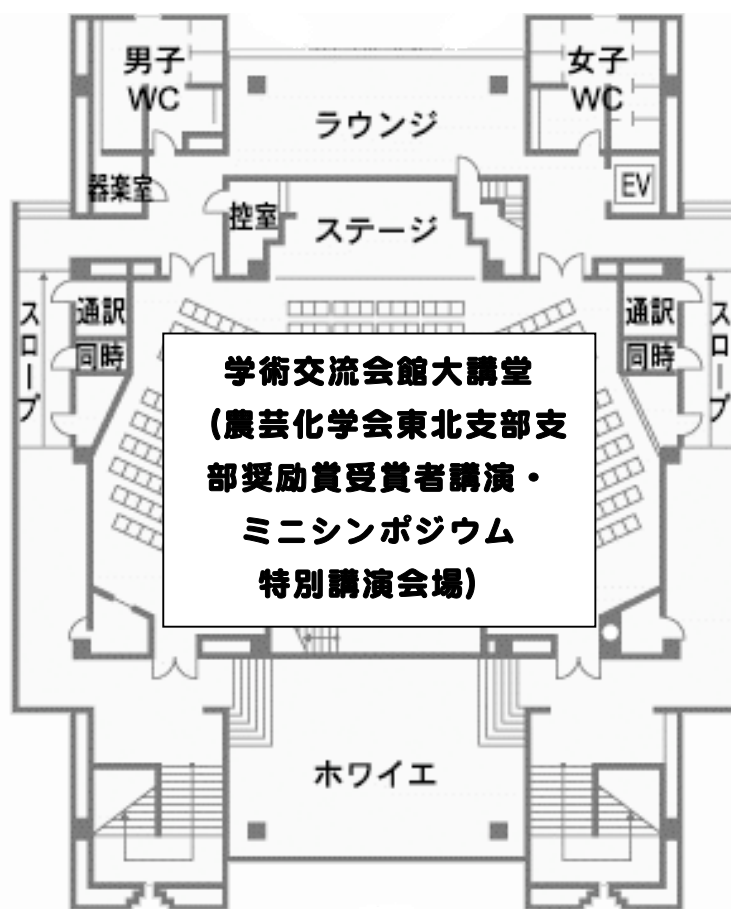 男子
WC
女子
WC
ラウンジ
器楽室
EV
控室
ステージ
スロープ
通訳
同時
通訳
同時
スロープ
学術交流会館大講堂
(農芸化学会東北支部支
部奨励賞受賞者講演・
ミニシンポジウム
特別講演会場)
ホワイエ